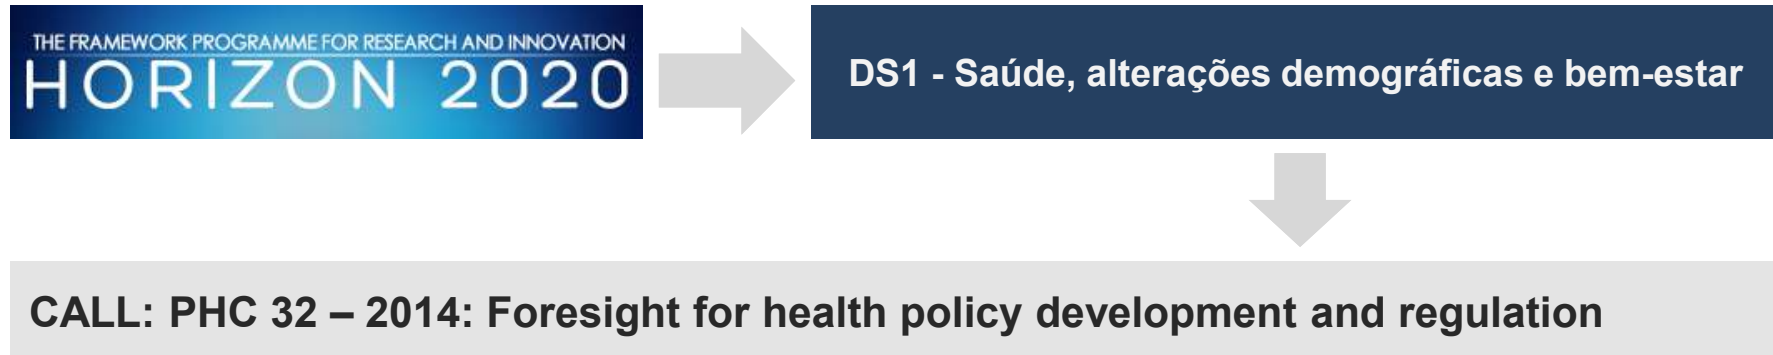 THE FRAMEWORK PROGRAMME FOR RESEARCH AND INNOVATION
HORIZON 2020
DS1 - Saúde, alterações demográficas e bem-estar
CALL: PHC 32 – 2014: Foresight for health policy development and regulation